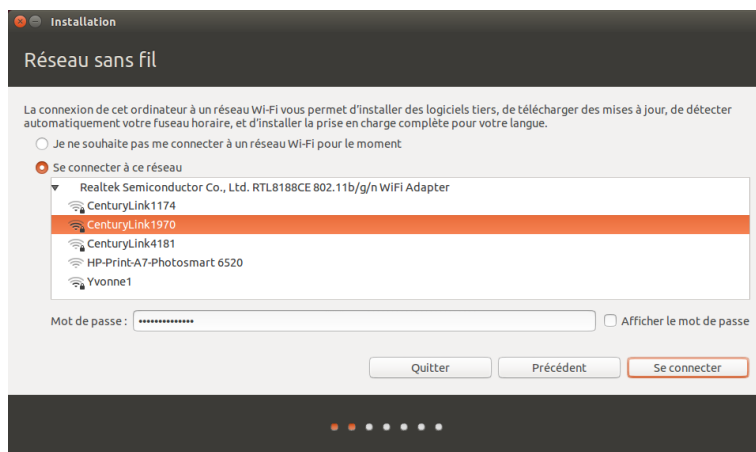 Installation
Réseau sans fil
La connexion de cet ordinateur à un réseau Wi-Fi vous permet d'installer des logiciels tiers, de télécharger des mises à jour, de détecter
automatiquement votre fuseau horaire, et d'installer la prise en charge complète pour votre langue.
Je ne souhaite pas me connecter à un réseau Wi-Fi pour le moment
Se connecter à ce réseau
Realtek Semiconductor Co., Ltd. RTL8188CE 802.11b/g/n WiFi Adapter
CenturyLink1174
CenturyLink1970
CenturyLink4181
HP-Print-A7-Photosmart 6520
Yvonne1
Mot de passe : •••••••••••••• Afficher le mot de passe
Quitter Précédent Se connecter